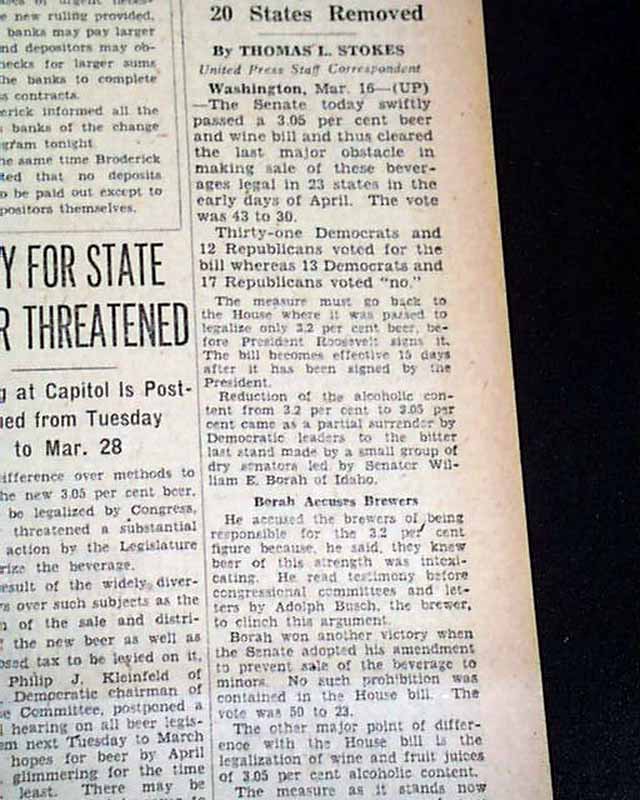 new ruling provided,
banks may pay larger
nd depositors may ob-
hecks for larger sums
he banks to complete
s contracts.
erick informed all the
s banks of the change
gram tonight.
he same time Broderick
ted that no deposits
o be paid out except to
positors themselves.
Y FOR STATE
R THREATENED
g at Capitol Is Post-
ned from Tuesday
to Mar. 28
ifference over methods to
he new 3.05 per cent beer,
be legalized by Congress,
threatened a substantial
action by the Legislature
rize the beverage.
esult of the widely diver-
s over such subjects as the
n of the sale and distri-
f the new beer as well as
osed tax to be levied on it,
Philip J. Kleinfeld of
Democratic chairman of
e Committee, postponed a
l hearing on all beer legis-
em next Tuesday to March
hopes for beer by April
glimmering for the time
least. There may be
20 States Removed
By THOMAS L. STOKES
United Press Staff Correspondent
Washington, Mar. 16—(UP)
—The Senate today swiftly
passed a 3.05 per cent beer
and wine bill and thus cleared
the last major obstacle in
making sale of these bever-
ages legal in 23 states in the
early days of April. The vote
was 43 to 30.
Thirty-one Democrats and
12 Republicans voted for the
bill whereas 13 Democrats and
17 Republicans voted "no."
The measure must go back to
the House where it was passed to
legalize only 3.2 per cent beer, be-
fore President Roosevelt signs it.
The bill becomes effective 15 days
after it has been signed by the
President.
Reduction of the alcoholic con-
tent from 3.2 per cent to 3.05 per
cent came as a partial surrender by
Democratic leaders to the bitter
last stand made by a small group of
dry senators led by Senator Wil-
liam E. Borah of Idaho.
Borah Accuses Brewers
He accused the brewers of being
responsible for the 3.2 per cent
figure because, he said, they knew
beer of this strength was intoxi-
cating. He read testimony before
congressional committees and let-
ters by Adolph Busch, the brewer,
to clinch this argument.
Borah won another victory when
the Senate adopted his amendment
to prevent sale of the beverage to
minors. No such prohibition was
contained in the House bill. The
vote was 50 to 23.
The other major point of differ-
ence with the House bill is the
legalization of wine and fruit juices
of 3.05 per cent alcoholic content.
The measure as it stands now